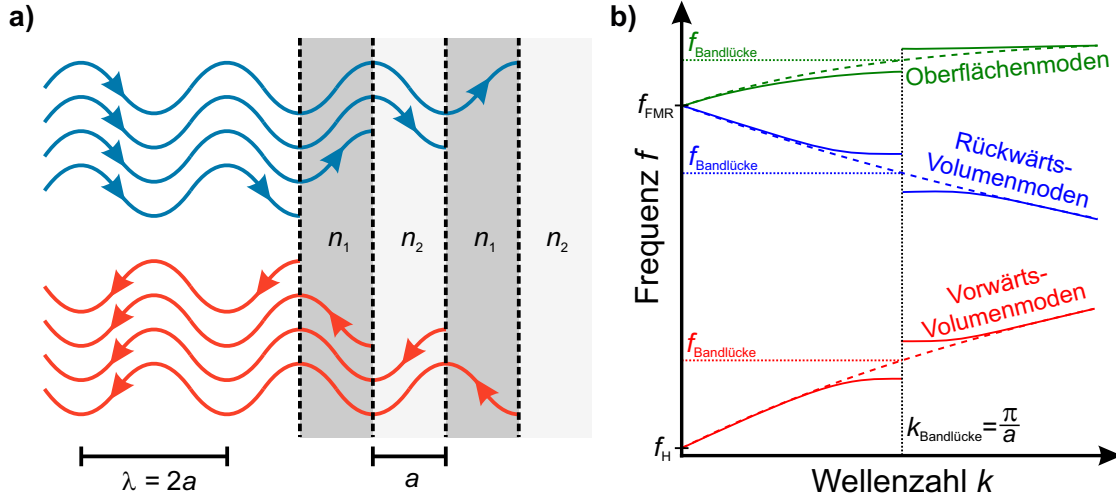 a)
n₁
n₂
n₁
n₂
λ = 2a
a
b)
Frequenz f
f_Bandlücke
Oberflächenmoden
f_FMR
f_Bandlücke
Rückwärts-
Volumenmoden
Vorwärts-
Volumenmoden
f_Bandlücke
k_Bandlücke = π/a
f_H
Wellenzahl k